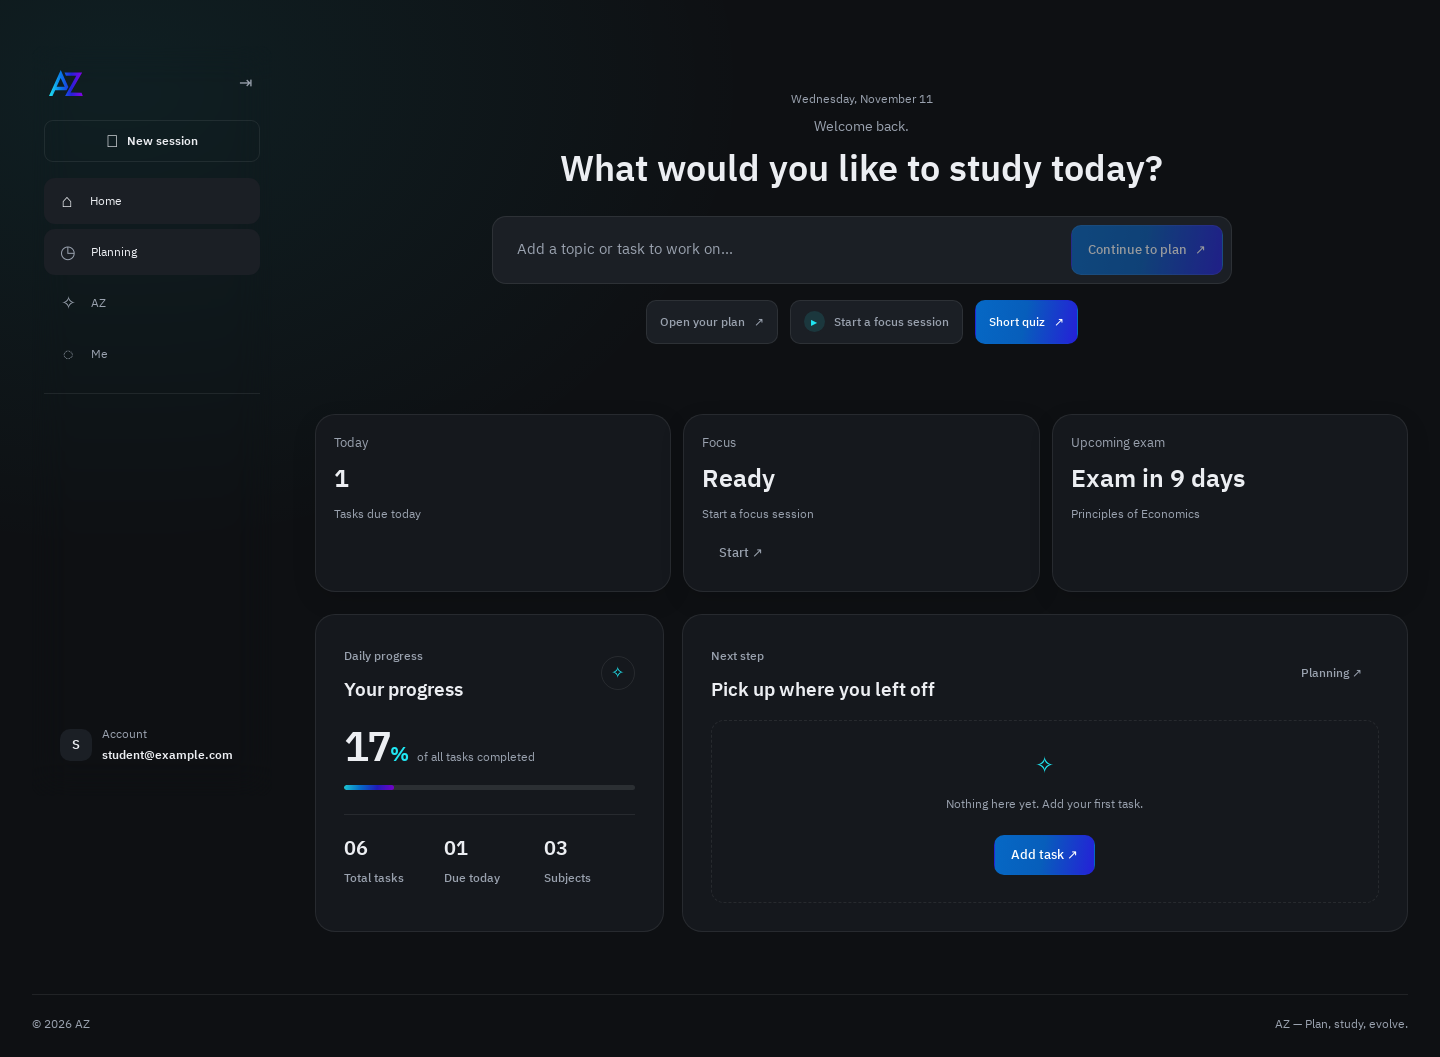 AZ
New session
Home
Planning
AZ
Me
Account
S
student@example.com
Wednesday, November 11
Welcome back.
What would you like to study today?
Add a topic or task to work on...
Continue to plan ↗
Open your plan ↗
Start a focus session
Short quiz ↗
Today
1
Tasks due today
Focus
Ready
Start a focus session
Start ↗
Upcoming exam
Exam in 9 days
Principles of Economics
Daily progress
Your progress
17% of all tasks completed
06 01 03
Total tasks Due today Subjects
Next step
Pick up where you left off
Planning ↗
Nothing here yet. Add your first task.
Add task ↗
© 2026 AZ
AZ — Plan, study, evolve.